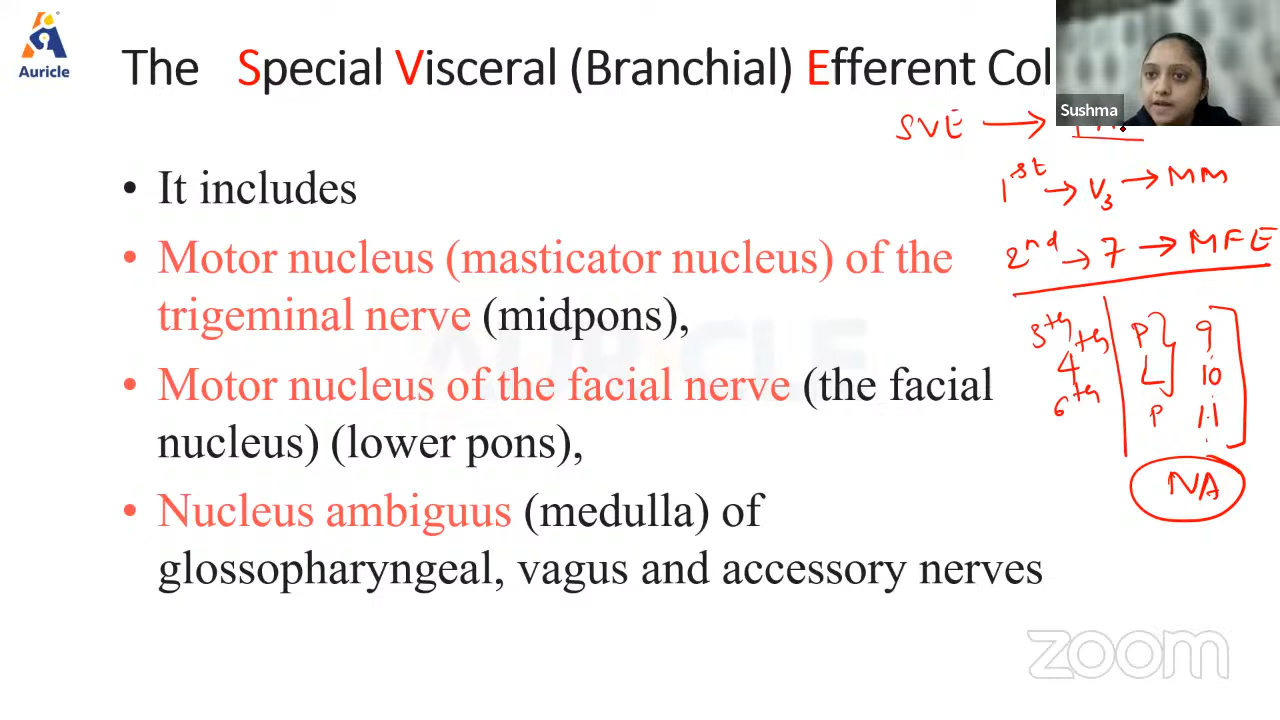 Auricle
The Special Visceral (Branchial) Efferent Col
Sushma
SVE →
1st → V3 → MM
2nd → 7 → MFE
• It includes
• Motor nucleus (masticator nucleus) of the
trigeminal nerve (midpons),
• Motor nucleus of the facial nerve (the facial
nucleus) (lower pons),
• Nucleus ambiguus (medulla) of
glossopharyngeal, vagus and accessory nerves
3th P 9
4th L 10
6th P 11
NA
AURICLE
zoom